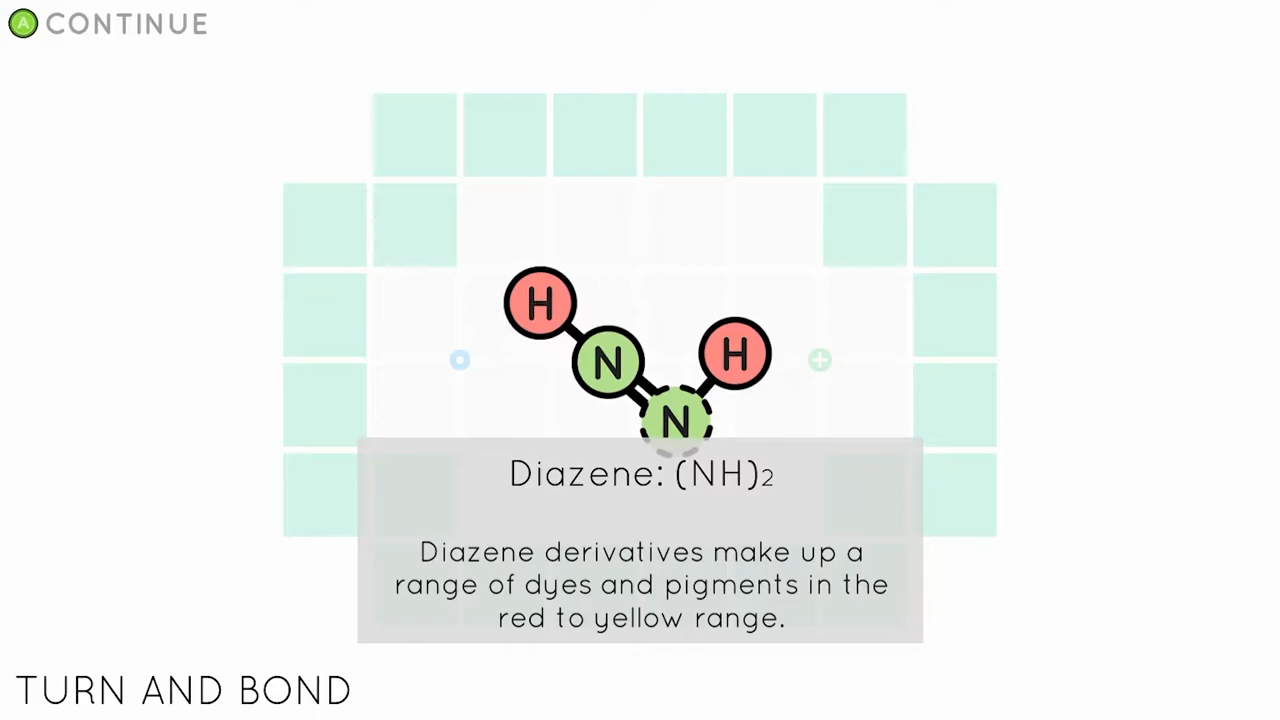 A CONTINUE
H
H
N
N
Diazene: (NH)₂
Diazene derivatives make up a
range of dyes and pigments in the
red to yellow range.
TURN AND BOND